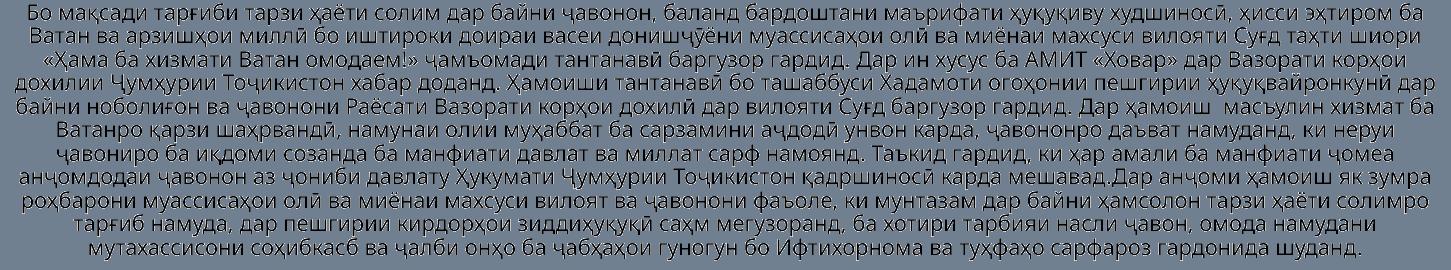 Бо мақсади тарғиби тарзи ҳаёти солим дар байни ҷавонон, баланд бардоштани маърифати ҳуқуқиву худшиносӣ, ҳисси эҳтиром ба
Ватан ва арзишҳои миллӣ бо иштироки доираи васеи донишҷӯёни муассисаҳои олӣ ва миёнаи махсуси вилояти Суғд таҳти шиори
«Ҳама ба хизмати Ватан омодаем!» ҷамъомади тантанавӣ баргузор гардид. Дар ин хусус ба АМИТ «Ховар» дар Вазорати корҳои
дохилии Ҷумҳурии Тоҷикистон хабар доданд. Ҳамоиши тантанавӣ бо ташаббуси Хадамоти огоҳонии пешгирии ҳуқуқвайронкунӣ дар
байни ноболиғон ва ҷавонони Раёсати Вазорати корҳои дохилӣ дар вилояти Суғд баргузор гардид. Дар ҳамоиш  масъулин хизмат ба
Ватанро қарзи шаҳрвандӣ, намунаи олии муҳаббат ба сарзамини аҷдодӣ унвон карда, ҷавононро даъват намуданд, ки неруи
ҷавониро ба иқдоми созанда ба манфиати давлат ва миллат сарф намоянд. Таъкид гардид, ки ҳар амали ба манфиати ҷомеа
анҷомдодаи ҷавонон аз ҷониби давлату Ҳукумати Ҷумҳурии Тоҷикистон қадршиносӣ карда мешавад.Дар анҷоми ҳамоиш як зумра
роҳбарони муассисаҳои олӣ ва миёнаи махсуси вилоят ва ҷавонони фаъоле, ки мунтазам дар байни ҳамсолон тарзи ҳаёти солимро
тарғиб намуда, дар пешгирии кирдорҳои зиддиҳуқуқӣ саҳм мегузоранд, ба хотири тарбияи насли ҷавон, омода намудани
мутахассисони соҳибкасб ва ҷалби онҳо ба ҷабҳаҳои гуногун бо Ифтихорнома ва туҳфаҳо сарфароз гардонида шуданд.